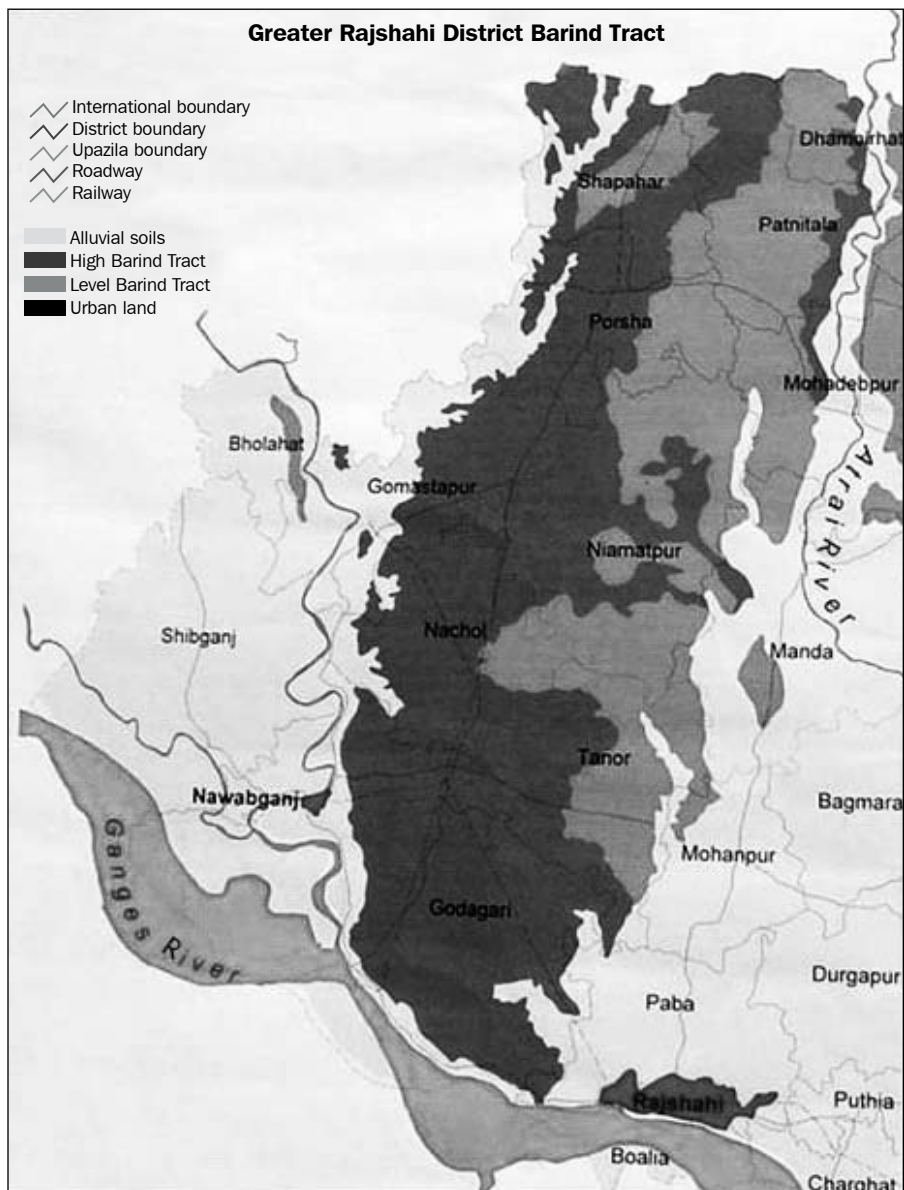 Greater Rajshahi District Barind Tract
International boundary
District boundary
Upazila boundary
Roadway
Railway
Alluvial soils
High Barind Tract
Level Barind Tract
Urban land
Dhamoirhat
Shapahar
Patnitala
Porsha
Mohadebpur
Bholahat
Gomastapur
Atrai River
Niamatpur
Nachol
Shibganj
Manda
Tanor
Nawabganj
Bagmara
Mohanpur
Ganges River
Godagari
Durgapur
Paba
Rajshahi
Puthia
Boalia
Charghat